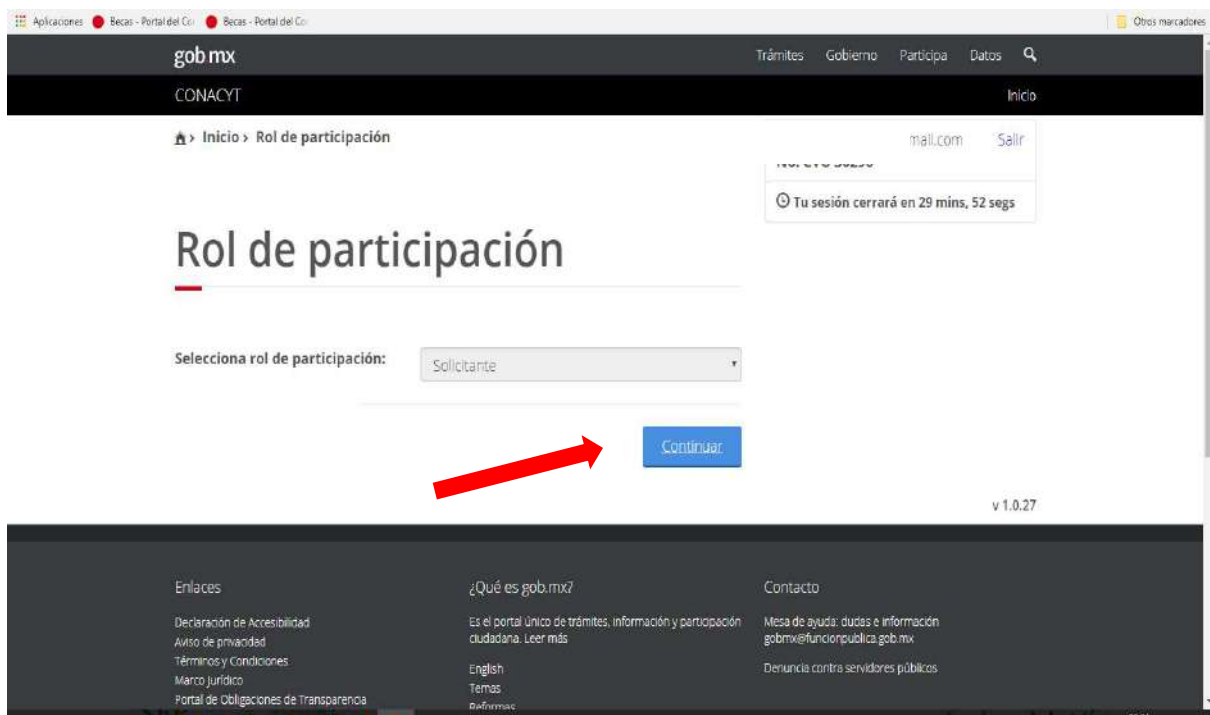 Aplicaciones Becas - Portal del Co Becas - Portal del Co Otros marcadores
gob.mx Trámites Gobierno Participa Datos
CONACYT Inicio
> Inicio > Rol de participación
mail.com Salir
Tu sesión cerrará en 29 mins, 52 segs
Rol de participación
Selecciona rol de participación: Solicitante
Continuar
v 1.0.27
Enlaces
Declaración de Accesibilidad
Aviso de privacidad
Términos y Condiciones
Marco Jurídico
Portal de Obligaciones de Transparencia
¿Qué es gob.mx?
Es el portal único de trámites, información y participación
ciudadana. Leer más
English
Temas
Reformas
Contacto
Mesa de ayuda: dudas e información
gobmx@funcionpublica.gob.mx
Denuncia contra servidores públicos